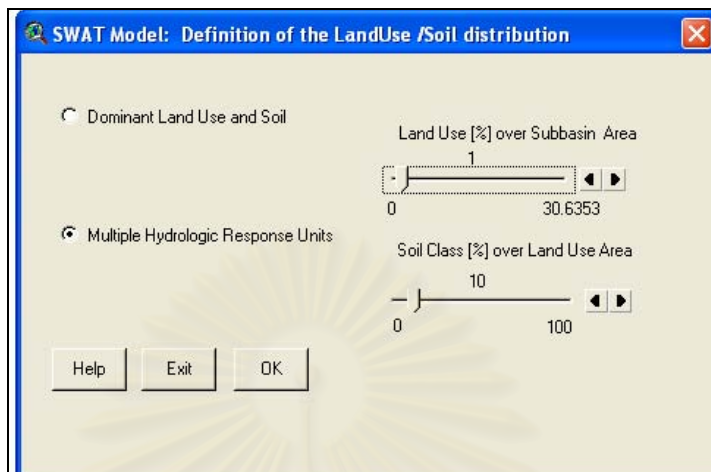 SWAT Model: Definition of the LandUse /Soil distribution
Dominant Land Use and Soil
Land Use [%] over Subbasin Area
1
0 30.6353
Multiple Hydrologic Response Units
Soil Class [%] over Land Use Area
10
0 100
Help Exit OK